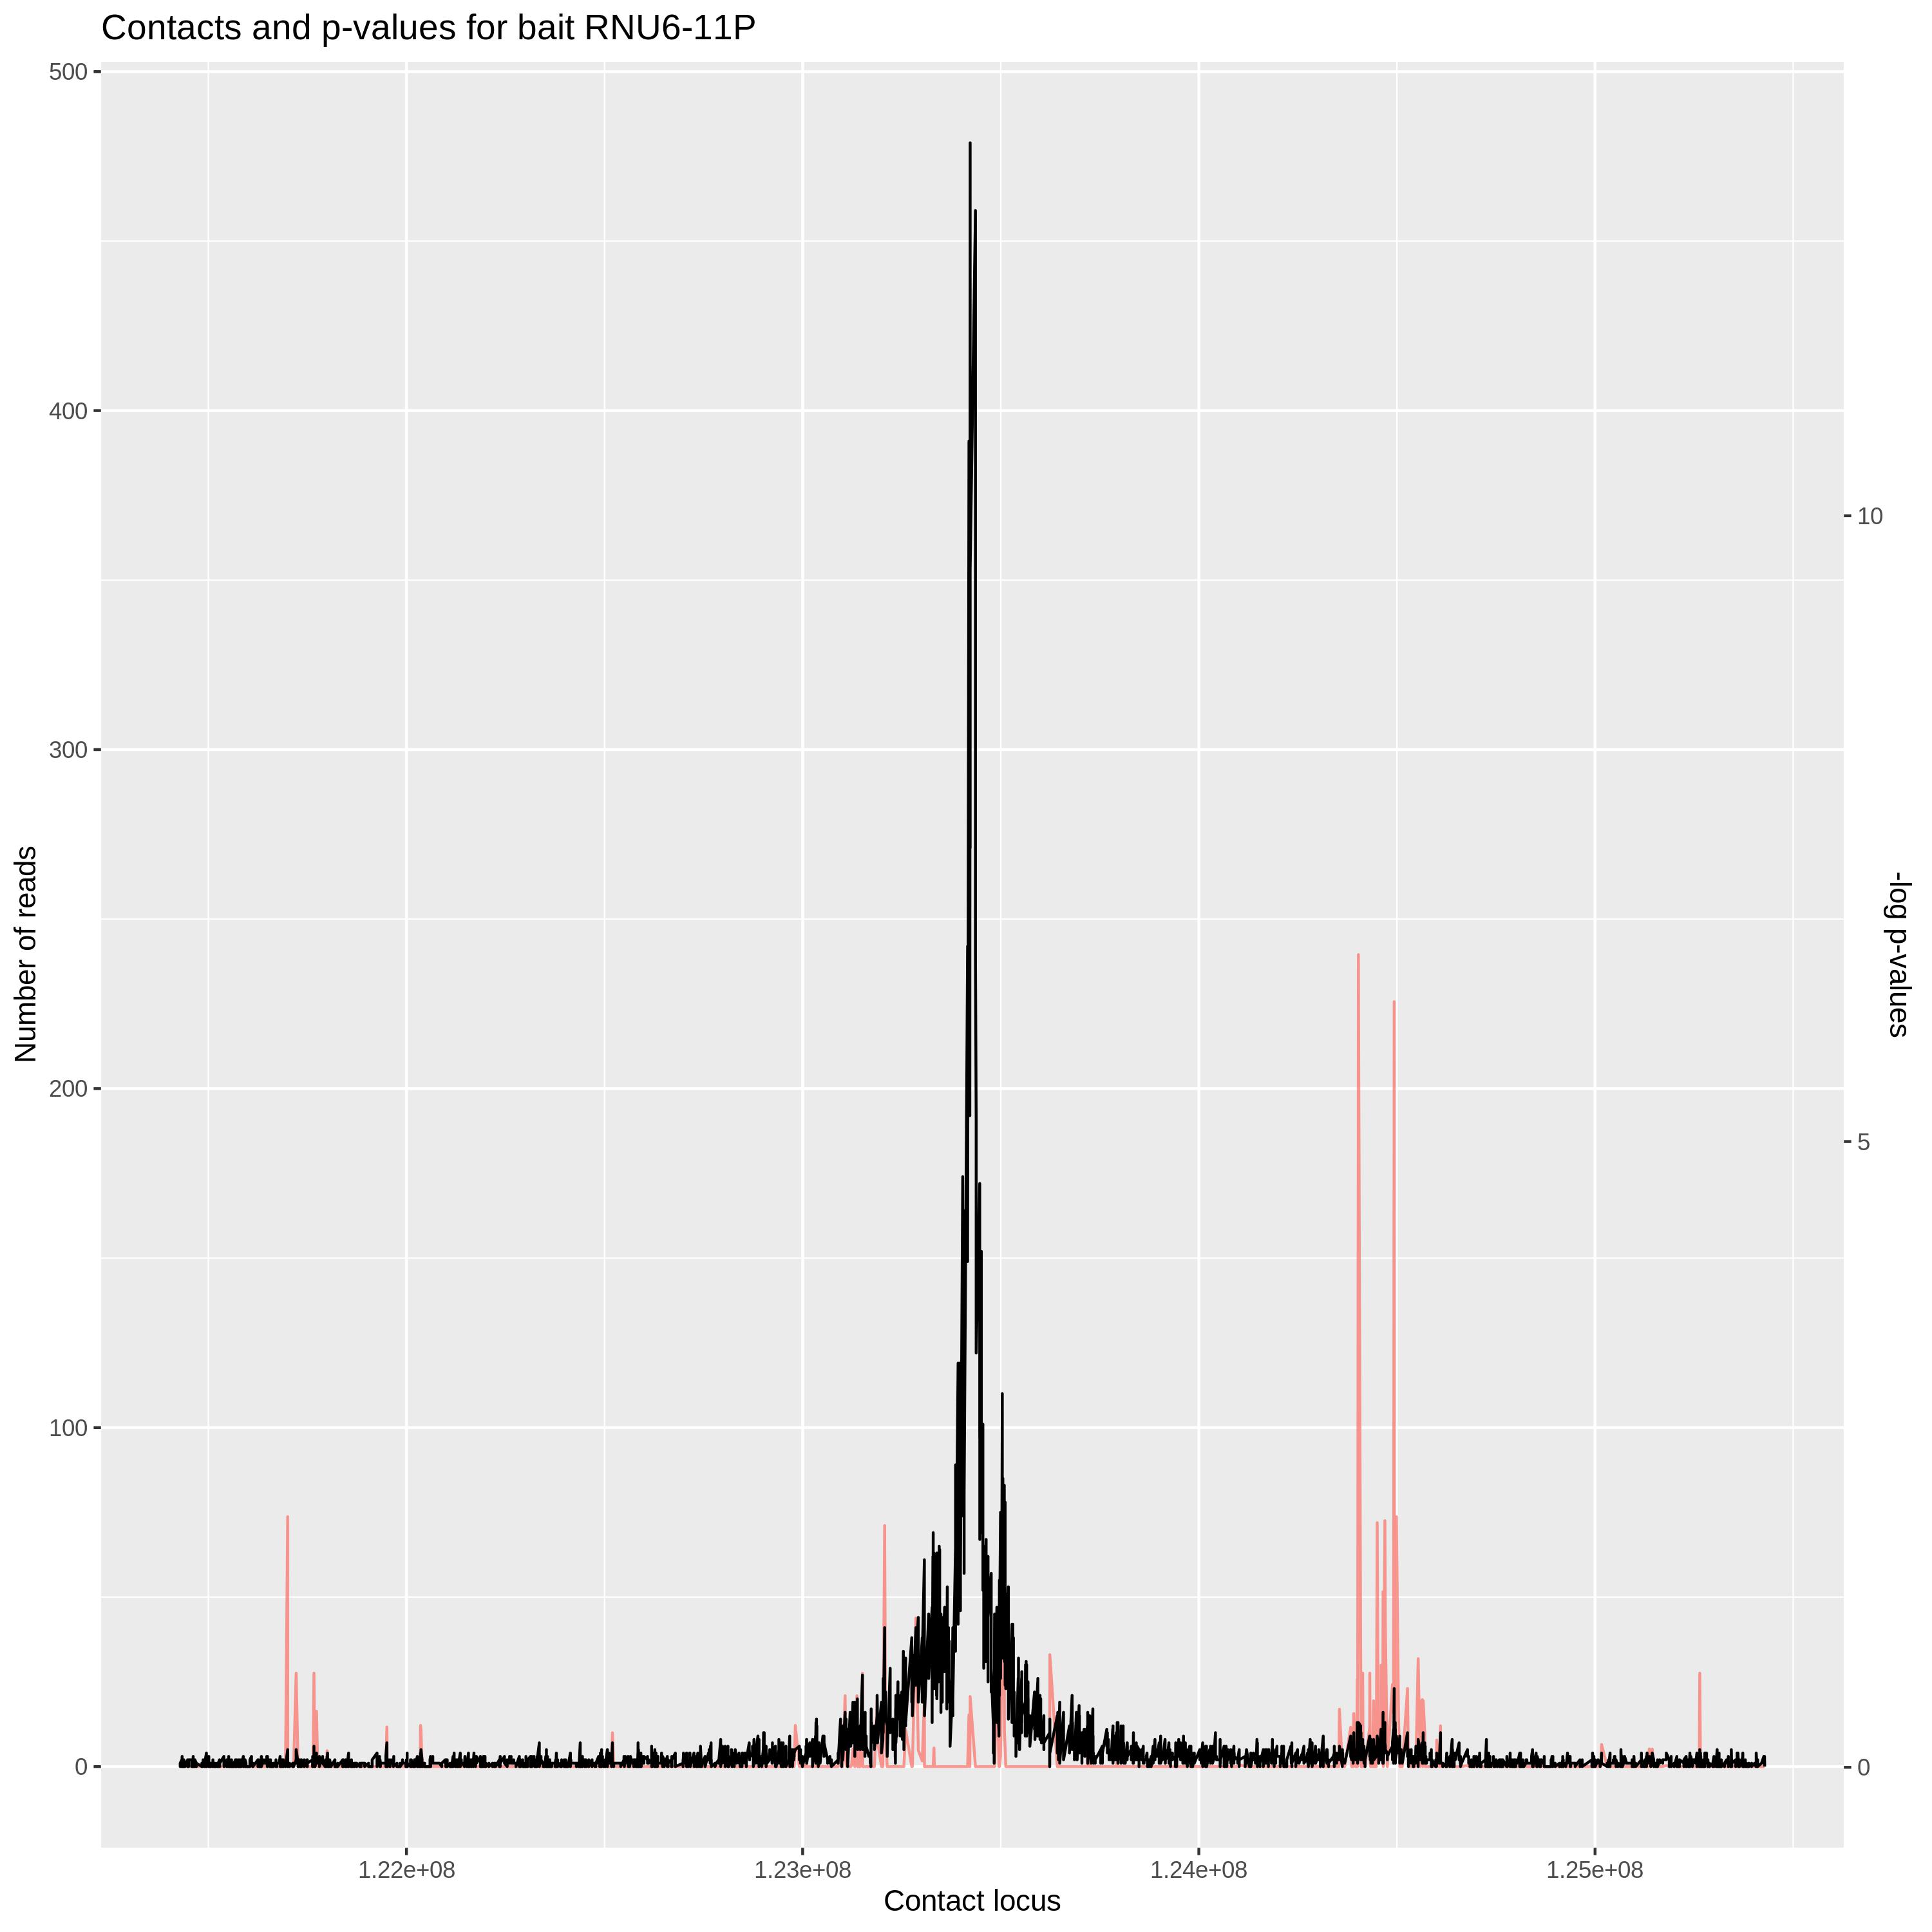 Contacts and p-values for bait RNU6-11P
500
400
300
200
100
0
Number of reads
10
5
0
-log p-values
1.22e+08
1.23e+08
1.24e+08
1.25e+08
Contact locus